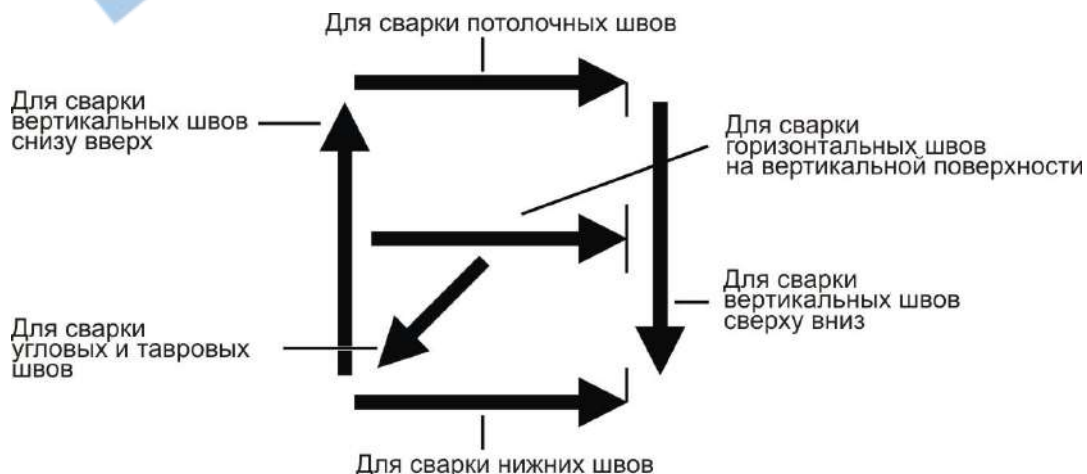 Для сварки потолочных швов
Для сварки
вертикальных швов
снизу вверх
Для сварки
горизонтальных швов
на вертикальной поверхности
Для сварки
вертикальных швов
сверху вниз
Для сварки
угловых и тавровых
швов
Для сварки нижних швов